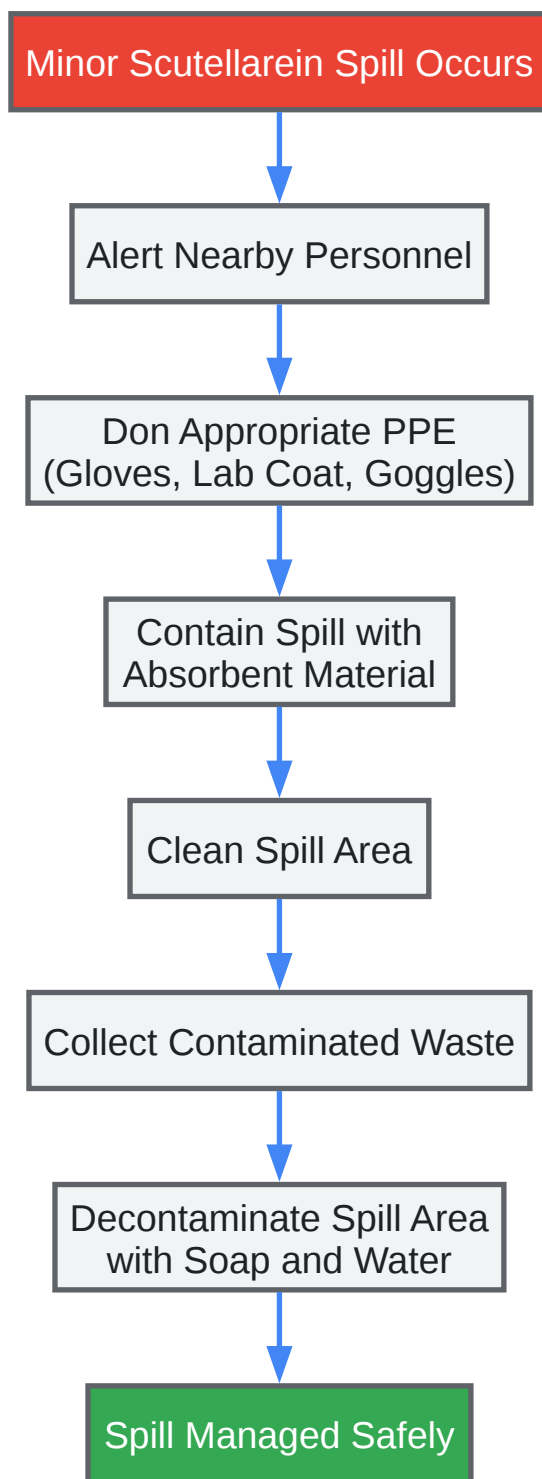 Minor Scutellarein Spill Occurs
Alert Nearby Personnel
Don Appropriate PPE
(Gloves, Lab Coat, Goggles)
Contain Spill with
Absorbent Material
Clean Spill Area
Collect Contaminated Waste
Decontaminate Spill Area
with Soap and Water
Spill Managed Safely